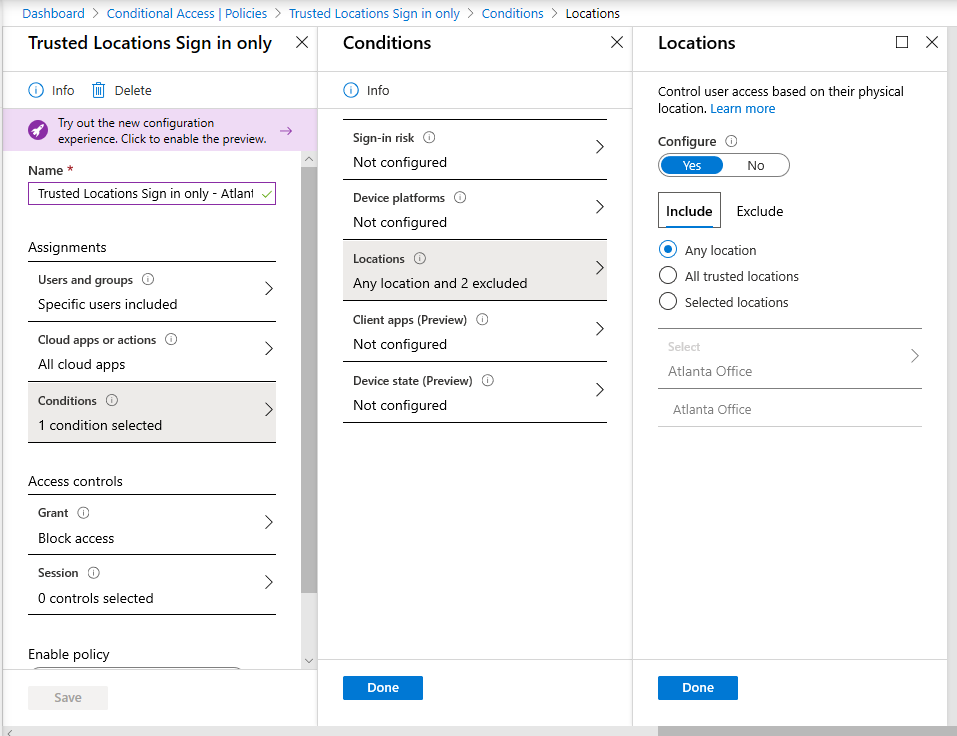 Dashboard > Conditional Access | Policies > Trusted Locations Sign in only > Conditions > Locations
Trusted Locations Sign in only
Info Delete
Try out the new configuration
experience. Click to enable the preview.
Name *
Trusted Locations Sign in only - Atlant
Assignments
Users and groups
Specific users included
Cloud apps or actions
All cloud apps
Conditions
1 condition selected
Access controls
Grant
Block access
Session
0 controls selected
Enable policy
Save
Conditions
Info
Sign-in risk
Not configured
Device platforms
Not configured
Locations
Any location and 2 excluded
Client apps (Preview)
Not configured
Device state (Preview)
Not configured
Done
Locations
Control user access based on their physical
location. Learn more
Configure
Yes No
Include Exclude
Any location
All trusted locations
Selected locations
Select
Atlanta Office
Atlanta Office
Done